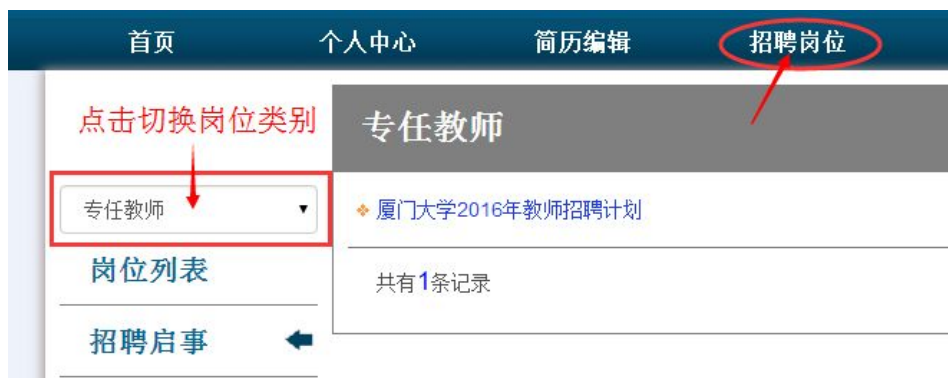 首页 个人中心 简历编辑 招聘岗位
点击切换岗位类别
专任教师
专任教师
厦门大学2016年教师招聘计划
岗位列表
共有1条记录
招聘启事